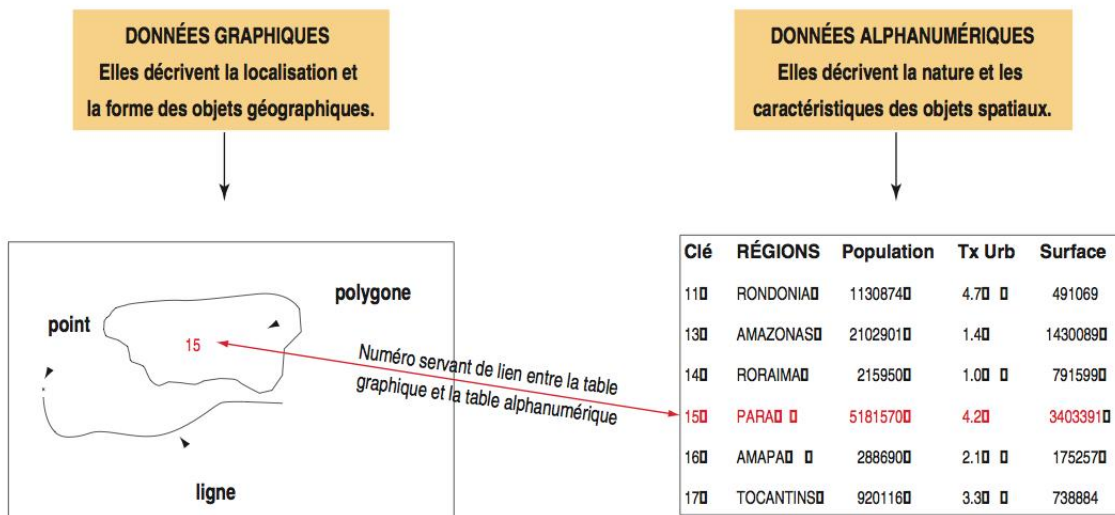 DONNÉES GRAPHIQUES
Elles décrivent la localisation et
la forme des objets géographiques.
DONNÉES ALPHANUMÉRIQUES
Elles décrivent la nature et les
caractéristiques des objets spatiaux.
polygone
point
15
ligne
Numéro servant de lien entre la table
graphique et la table alphanumérique
Clé RÉGIONS Population Tx Urb Surface
11 RONDONIA 1130874 4.7 491069
13 AMAZONAS 2102901 1.4 1430089
14 RORAIMA 215950 1.0 791599
15 PARA 5181570 4.2 3403391
16 AMAPA 288690 2.1 175257
17 TOCANTINS 920116 3.3 738884